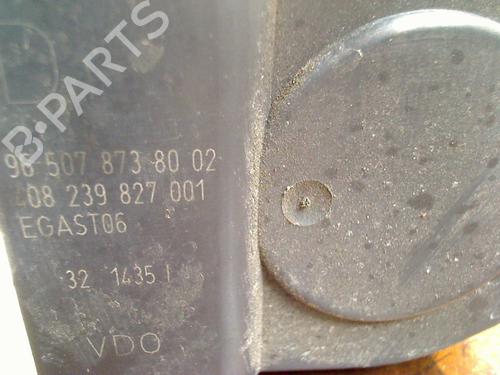 B-PARTS
96 507 873 80 02
408 239 827 001
EGAST06
32 1435 I
VDO